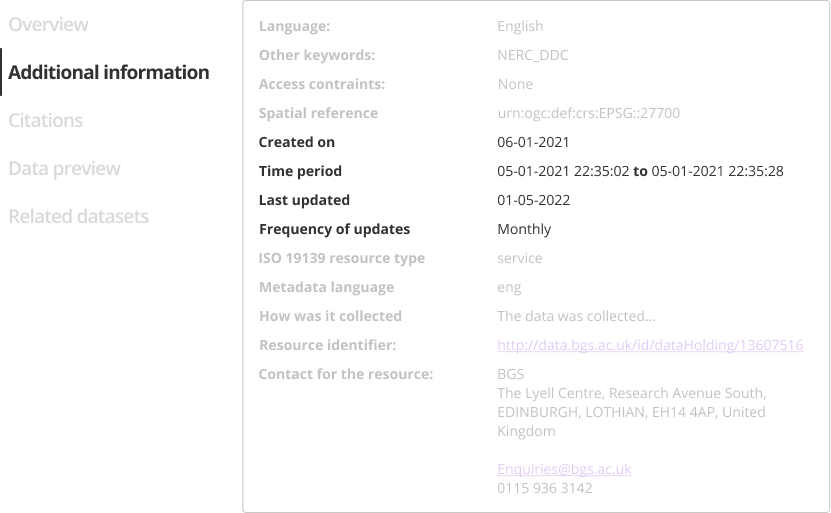 Overview
Additional information
Citations
Data preview
Related datasets
Language: English
Other keywords: NERC_DDC
Access contraints: None
Spatial reference urn:ogc:def:crs:EPSG::27700
Created on 06-01-2021
Time period 05-01-2021 22:35:02 to 05-01-2021 22:35:28
Last updated 01-05-2022
Frequency of updates Monthly
ISO 19139 resource type service
Metadata language eng
How was it collected The data was collected...
Resource identifier: http://data.bgs.ac.uk/id/dataHolding/13607516
Contact for the resource: BGS
The Lyell Centre, Research Avenue South,
EDINBURGH, LOTHIAN, EH14 4AP, United
Kingdom
Enquiries@bgs.ac.uk
0115 936 3142